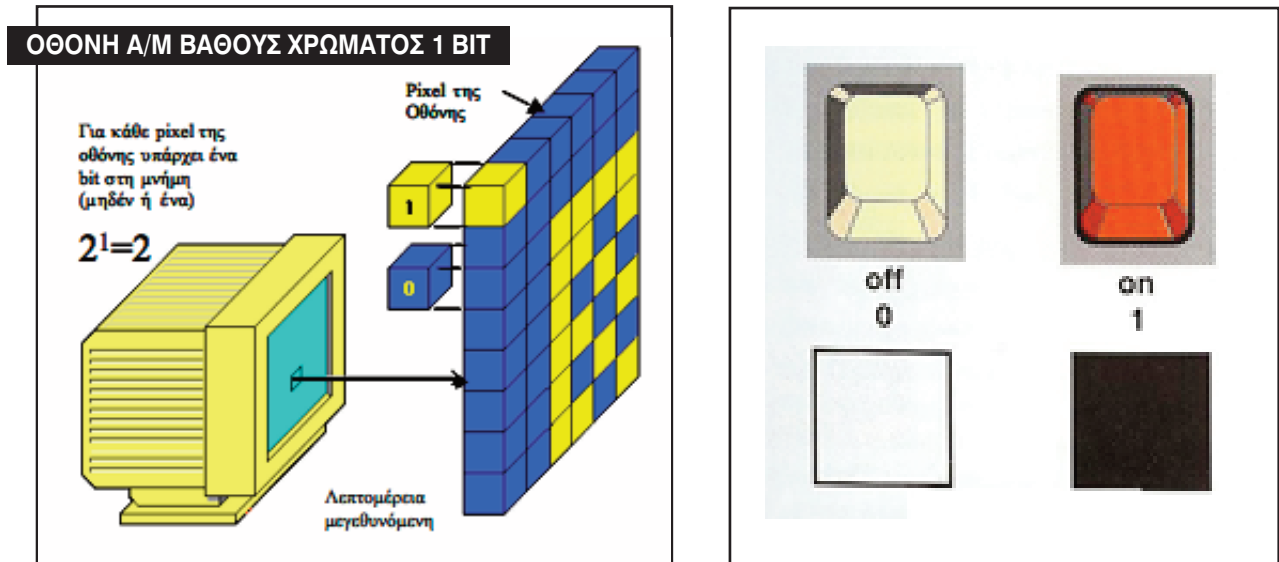 ΟΘΟΝΗ Α/Μ ΒΑΘΟΥΣ ΧΡΩΜΑΤΟΣ 1 BIT
Pixel της
Οθόνης
Για κάθε pixel της
οθόνης υπάρχει ένα
bit στη μνήμη
(μηδέν ή ένα)
2¹=2
1
0
Λεπτομέρεια
μεγεθυνόμενη
off
0
on
1